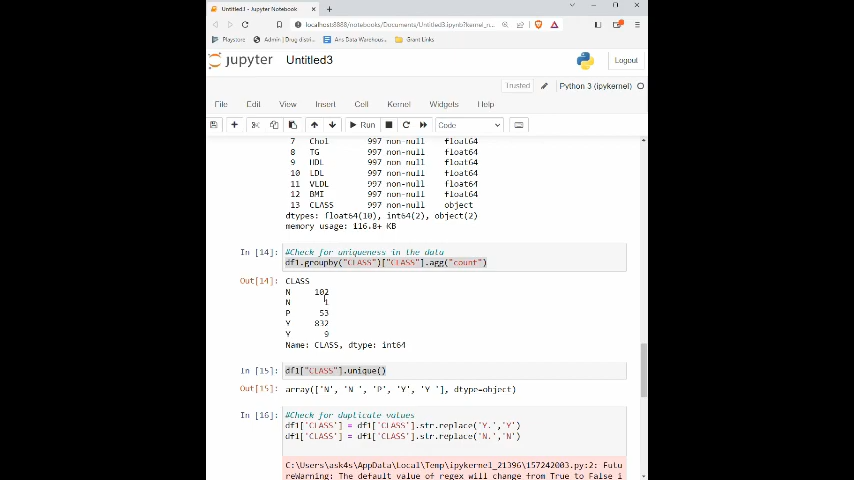 Untitled3 - Jupyter Notebook
localhost:8888/notebooks/Documents/Untitled3.ipynb?kernel_n...
Playstore
Admin | Drug distri...
Ans Data Warehous...
Grant Links
jupyter Untitled3
Logout
Trusted
Python 3 (ipykernel)
File Edit View Insert Cell Kernel Widgets Help
Run
Code
7 Chol 997 non-null float64
8 TG 997 non-null float64
9 HDL 997 non-null float64
10 LDL 997 non-null float64
11 VLDL 997 non-null float64
12 BMI 997 non-null float64
13 CLASS 997 non-null object
dtypes: float64(10), int64(2), object(2)
memory usage: 116.8+ KB
In [14]: #Check for uniqueness in the data
df1.groupby("CLASS")["CLASS"].agg("count")
Out[14]: CLASS
N 102
N 1
P 53
Y 832
Y 9
Name: CLASS, dtype: int64
In [15]: df1["CLASS"].unique()
Out[15]: array(['N', 'N ', 'P', 'Y', 'Y '], dtype=object)
In [16]: #Check for duplicate values
df1['CLASS'] = df1['CLASS'].str.replace('Y.','Y')
df1['CLASS'] = df1['CLASS'].str.replace('N.','N')
C:\Users\ask4s\AppData\Local\Temp\ipykernel_21396\157242003.py:2: Futu
reWarning: The default value of regex will change from True to False i